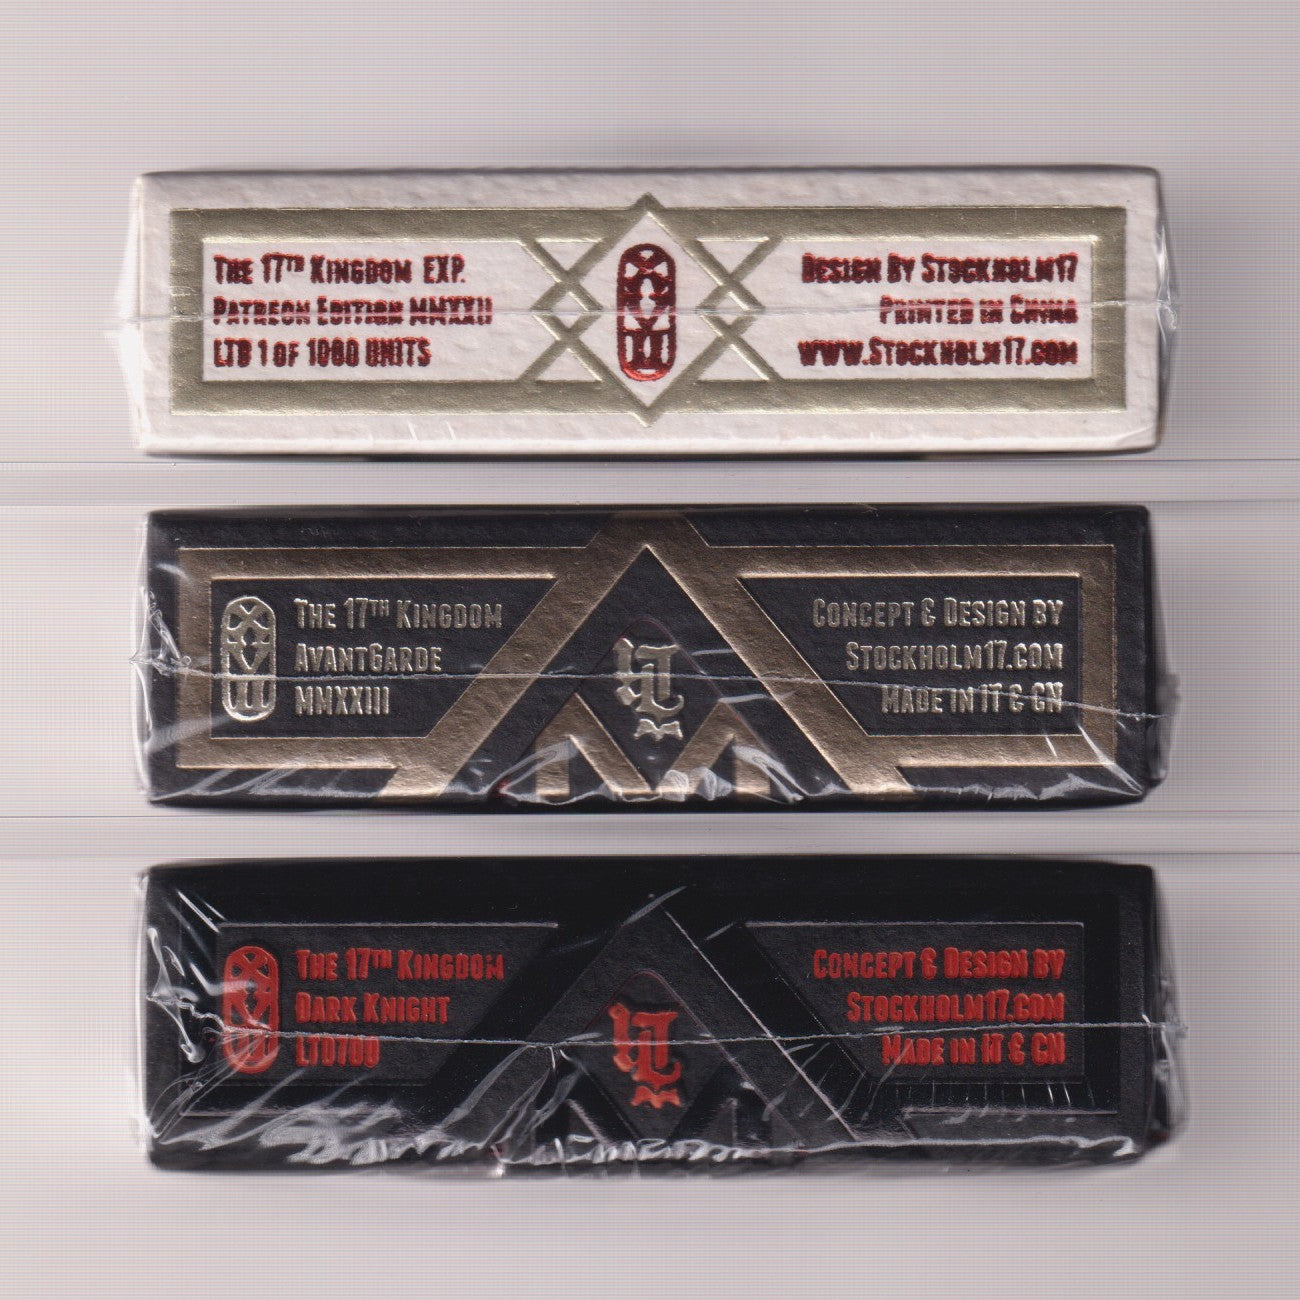 The 17th Kingdom Exp.
Patreon Edition MMXXII
LTD 1 of 1000 Units
Design By Stockholm17
Printed in China
www.Stockholm17.com
The 17th Kingdom
AvantGarde
MMXXIII
Concept & Design by
Stockholm17.com
Made in IT & CN
The 17th Kingdom
Dark Knight
LTD700
Concept & Design by
Stockholm17.com
Made in IT & CN